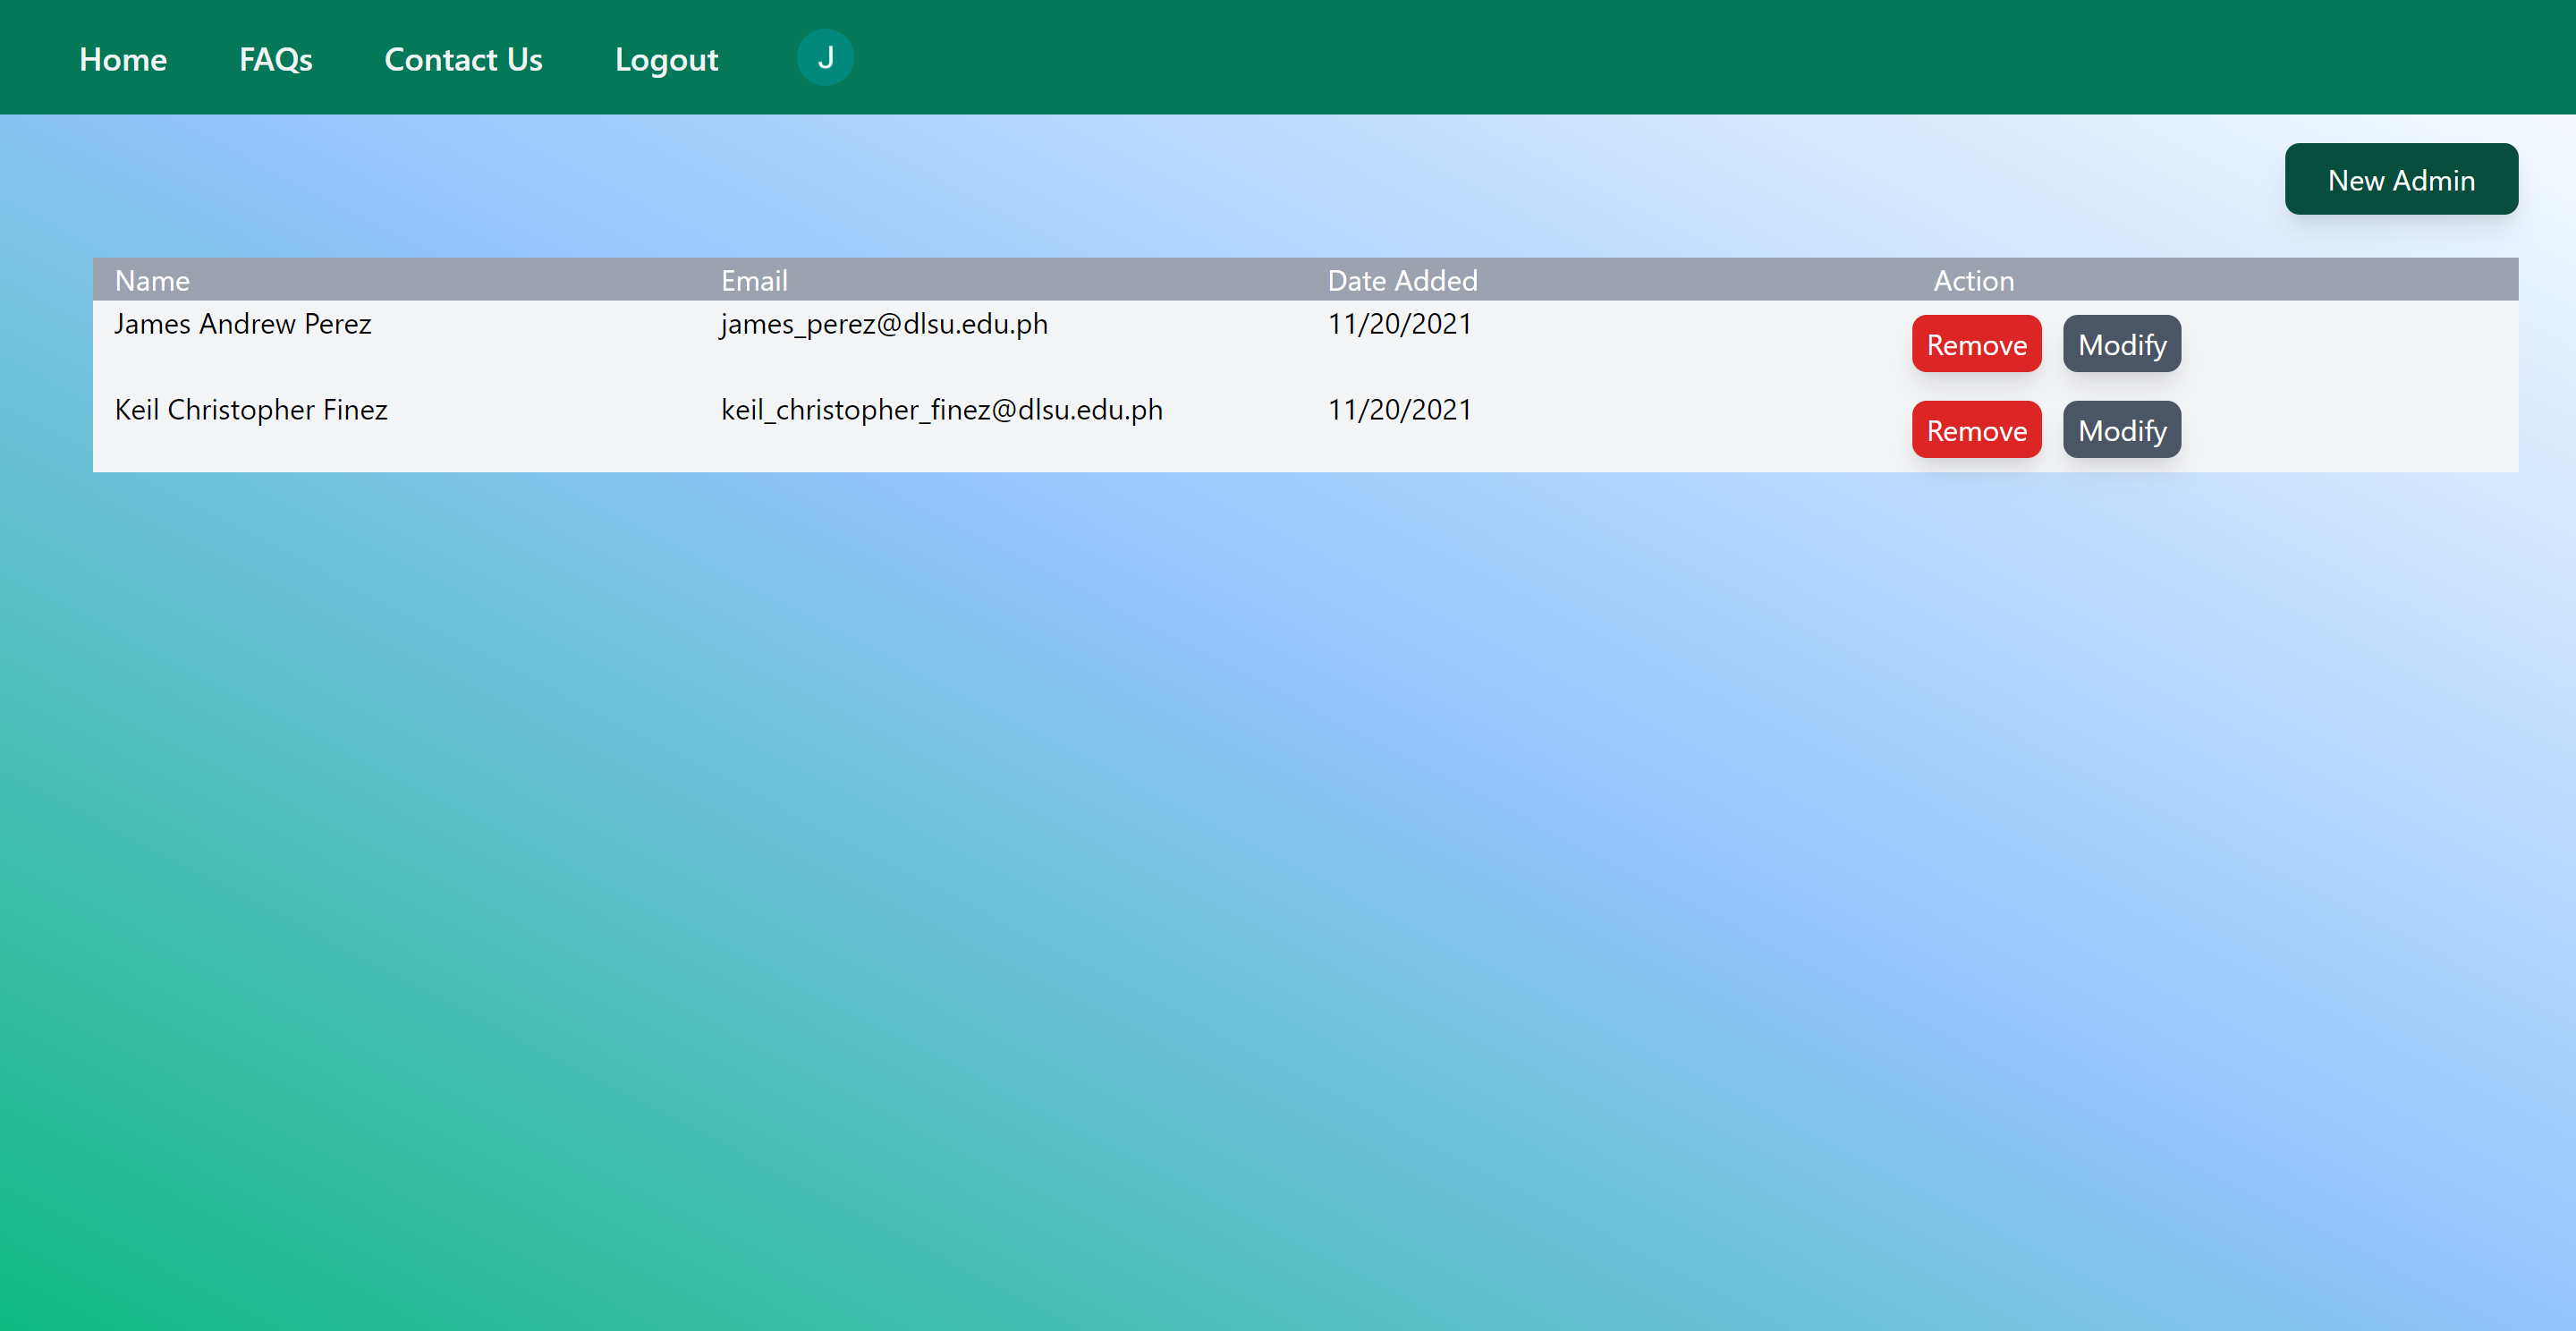 Home FAQs Contact Us Logout J
New Admin
Name Email Date Added Action
James Andrew Perez james_perez@dlsu.edu.ph 11/20/2021 Remove Modify
Keil Christopher Finez keil_christopher_finez@dlsu.edu.ph 11/20/2021 Remove Modify